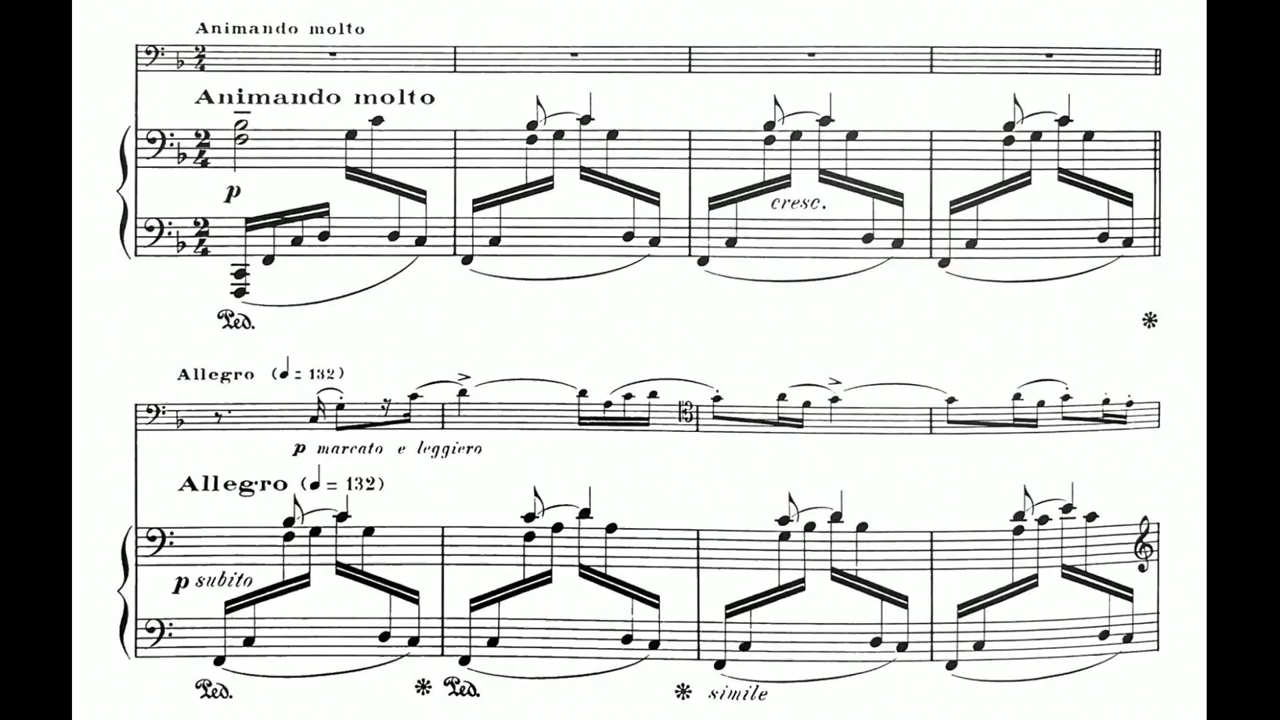 Animando molto
Animando molto
p
cresc.
Ped.
Allegro (♩ = 132)
p marcato e leggiero
Allegro (♩ = 132)
p subito
Ped. Ped. simile